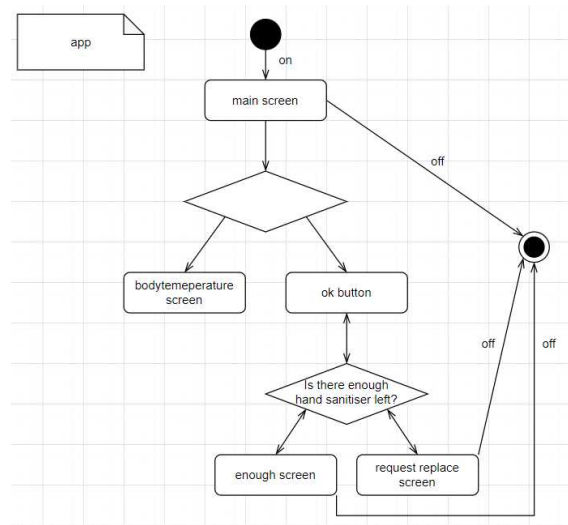 app
on
main screen
off
bodytemeperature
screen
ok button
off
off
Is there enough
hand sanitiser left?
enough screen
request replace
screen